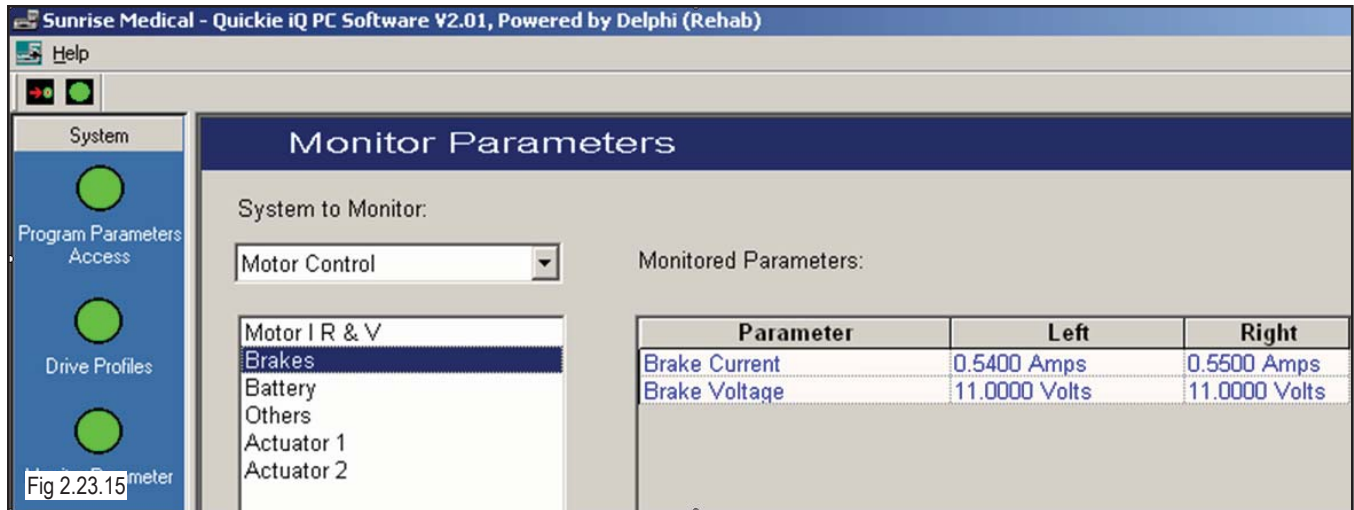 Sunrise Medical - Quickie iQ PC Software V2.01, Powered by Delphi (Rehab)
Help
System
Program Parameters
Access
Drive Profiles
meter
Fig 2.23.15
Monitor Parameters
System to Monitor:
Motor Control
Motor I R & V
Brakes
Battery
Others
Actuator 1
Actuator 2
Monitored Parameters:
Parameter Left Right
Brake Current 0.5400 Amps 0.5500 Amps
Brake Voltage 11.0000 Volts 11.0000 Volts